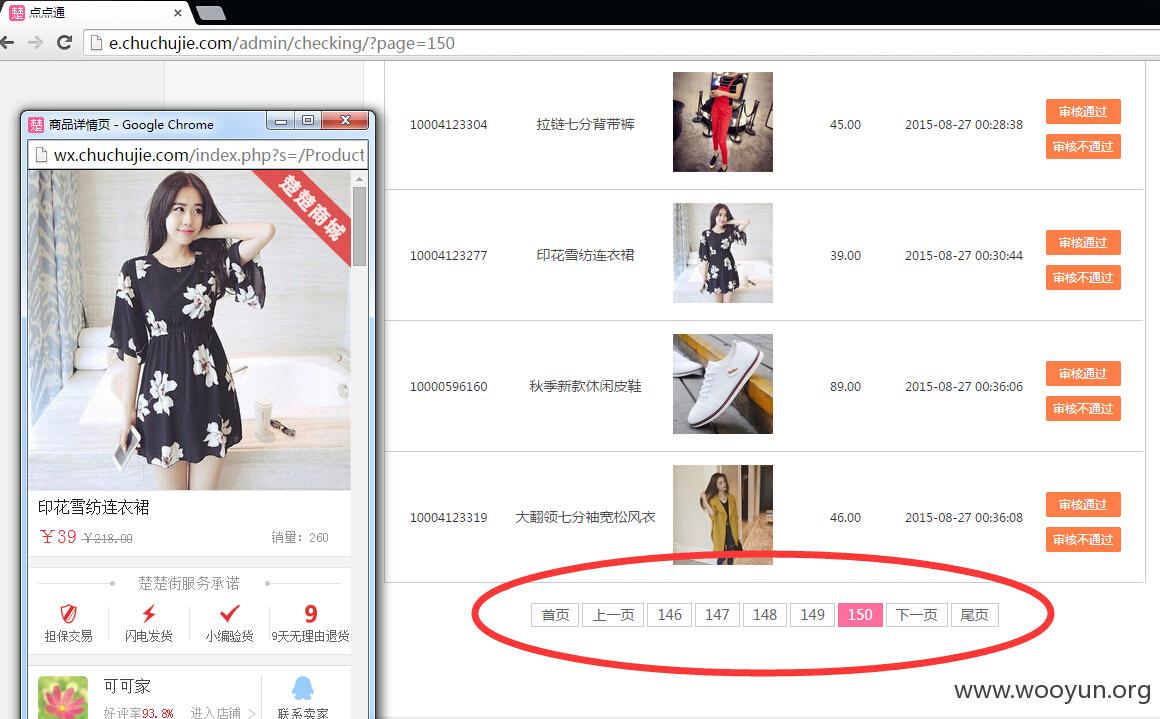 楚 点点通
e.chuchujie.com/admin/checking/?page=150
楚 商品详情页 - Google Chrome
wx.chuchujie.com/index.php?s=/Product
楚楚商城
印花雪纺连衣裙
￥39 ￥218.00 销量：260
楚楚街服务承诺
9
担保交易 闪电发货 小编验货 9天无理由退货
可可家
好评率93.8% 进入店铺 >
联系卖家
10004123304 拉链七分背带裤 45.00 2015-08-27 00:28:38 审核通过
审核不通过
10004123277 印花雪纺连衣裙 39.00 2015-08-27 00:30:44 审核通过
审核不通过
10000596160 秋季新款休闲皮鞋 89.00 2015-08-27 00:36:06 审核通过
审核不通过
10004123319 大翻领七分袖宽松风衣 46.00 2015-08-27 00:36:08 审核通过
审核不通过
首页 上一页 146 147 148 149 150 下一页 尾页
www.wooyun.org